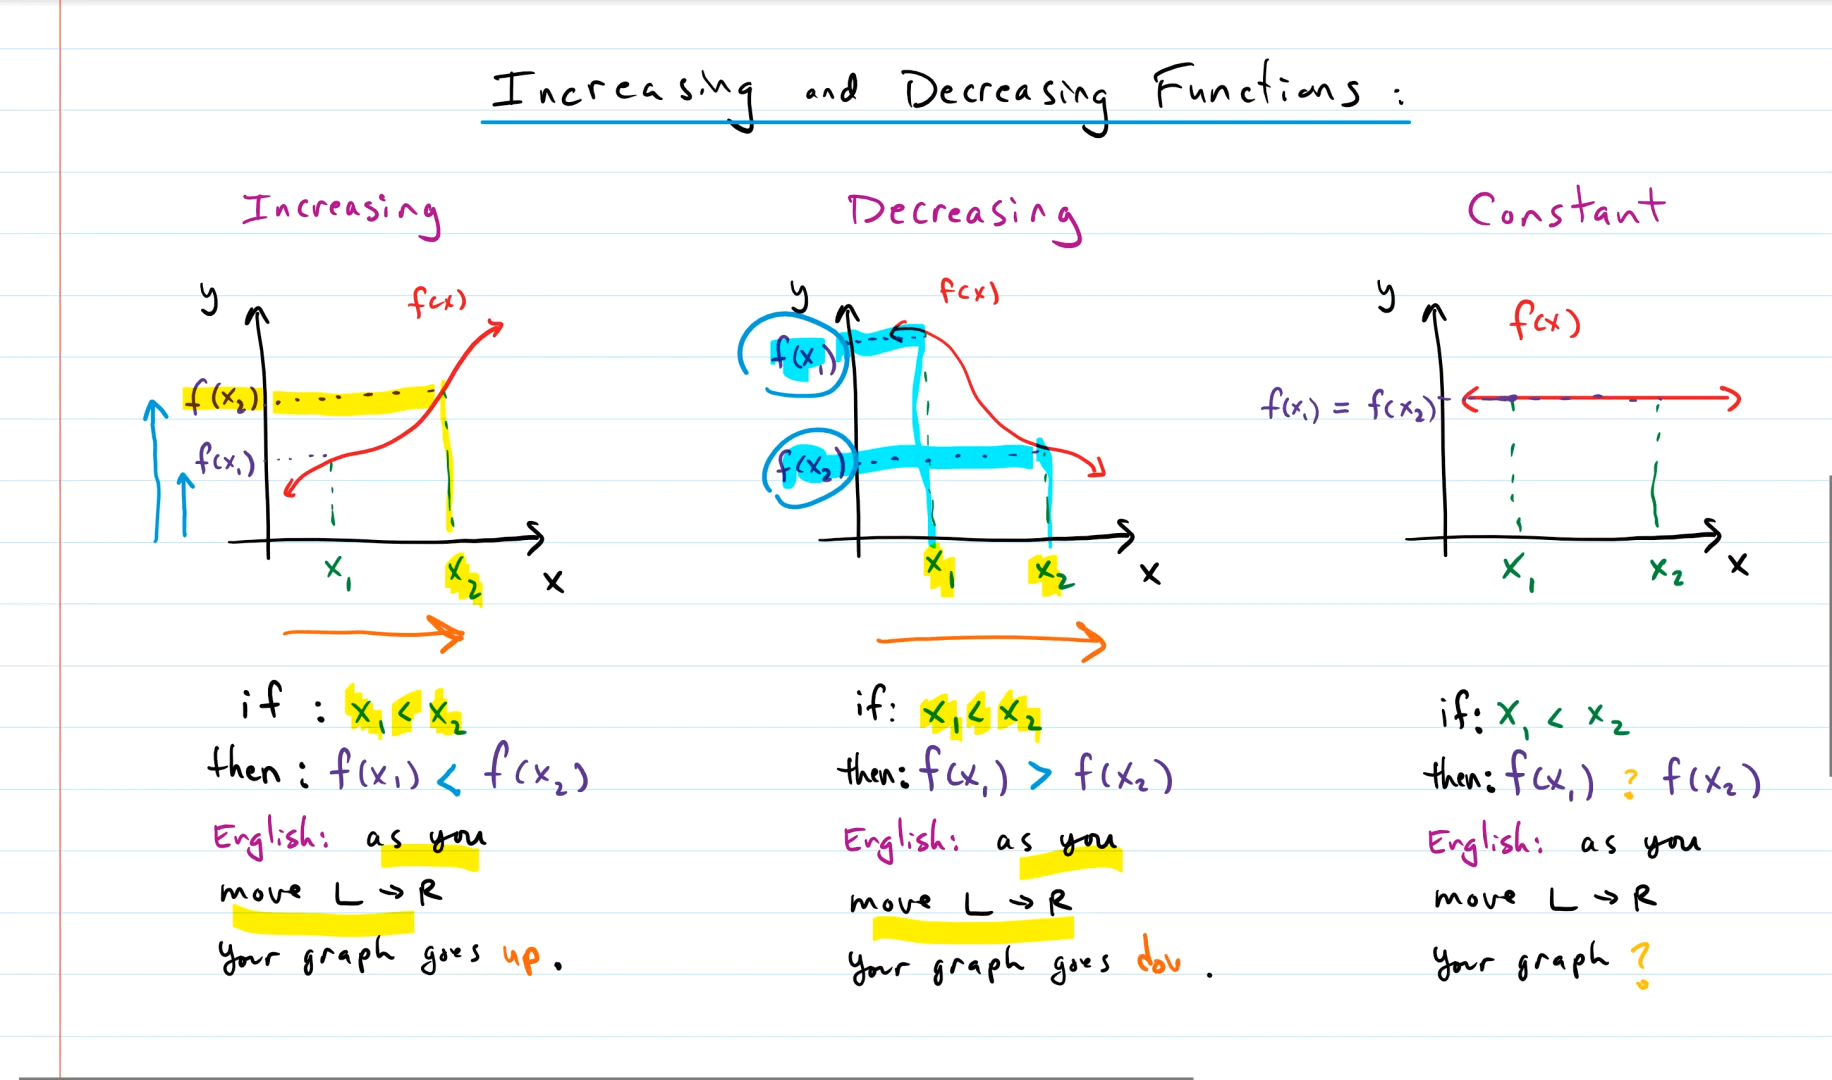 Increasing and Decreasing Functions :
Increasing
y
f(x)
f(x₂)
f(x₁)
x₁
x₂
x
if : x₁ < x₂
then : f(x₁) < f(x₂)
English: as you
move L → R
your graph goes up.
Decreasing
y
f(x)
f(x₁)
f(x₂)
x₁
x₂
x
if: x₁ < x₂
then: f(x₁) > f(x₂)
English: as you
move L → R
your graph goes dow .
Constant
y
f(x)
f(x₁) = f(x₂)
x₁
x₂
x
if: x₁ < x₂
then: f(x₁) ? f(x₂)
English: as you
move L → R
your graph ?